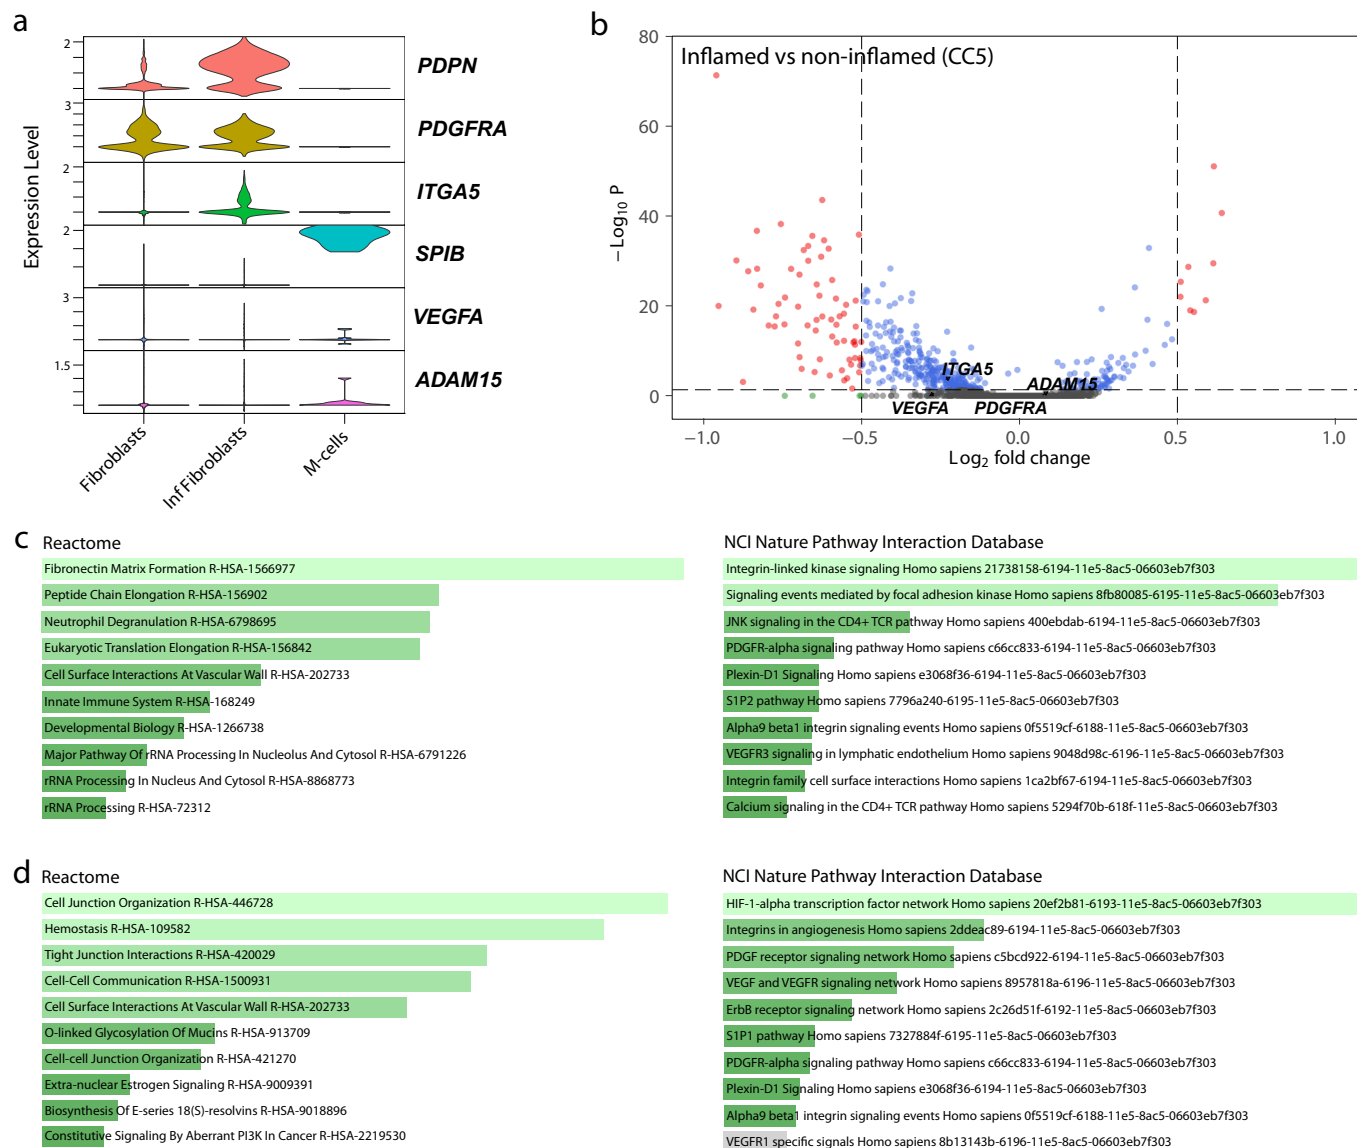 a
Expression Level
2
PDPN
3
PDGFRA
2
ITGA5
2
SPIB
3
VEGFA
1.5
ADAM15
Fibroblasts
Inf Fibroblasts
M-cells
b
Inflamed vs non-inflamed (CC5)
−Log10 P
80
60
40
20
0
ITGA5
ADAM15
VEGFA
PDGFRA
−1.0
−0.5
0.0
0.5
1.0
Log2 fold change
c
Reactome
Fibronectin Matrix Formation R-HSA-1566977
Peptide Chain Elongation R-HSA-156902
Neutrophil Degranulation R-HSA-6798695
Eukaryotic Translation Elongation R-HSA-156842
Cell Surface Interactions At Vascular Wall R-HSA-202733
Innate Immune System R-HSA-168249
Developmental Biology R-HSA-1266738
Major Pathway Of rRNA Processing In Nucleolus And Cytosol R-HSA-6791226
rRNA Processing In Nucleus And Cytosol R-HSA-8868773
rRNA Processing R-HSA-72312
NCI Nature Pathway Interaction Database
Integrin-linked kinase signaling Homo sapiens 21738158-6194-11e5-8ac5-06603eb7f303
Signaling events mediated by focal adhesion kinase Homo sapiens 8fb80085-6195-11e5-8ac5-06603eb7f303
JNK signaling in the CD4+ TCR pathway Homo sapiens 400ebdab-6194-11e5-8ac5-06603eb7f303
PDGFR-alpha signaling pathway Homo sapiens c66cc833-6194-11e5-8ac5-06603eb7f303
Plexin-D1 Signaling Homo sapiens e3068f36-6194-11e5-8ac5-06603eb7f303
S1P2 pathway Homo sapiens 7796a240-6195-11e5-8ac5-06603eb7f303
Alpha9 beta1 integrin signaling events Homo sapiens 0f5519cf-6188-11e5-8ac5-06603eb7f303
VEGFR3 signaling in lymphatic endothelium Homo sapiens 9048d98c-6196-11e5-8ac5-06603eb7f303
Integrin family cell surface interactions Homo sapiens 1ca2bf67-6194-11e5-8ac5-06603eb7f303
Calcium signaling in the CD4+ TCR pathway Homo sapiens 5294f70b-618f-11e5-8ac5-06603eb7f303
d
Reactome
Cell Junction Organization R-HSA-446728
Hemostasis R-HSA-109582
Tight Junction Interactions R-HSA-420029
Cell-Cell Communication R-HSA-1500931
Cell Surface Interactions At Vascular Wall R-HSA-202733
O-linked Glycosylation Of Mucins R-HSA-913709
Cell-cell Junction Organization R-HSA-421270
Extra-nuclear Estrogen Signaling R-HSA-9009391
Biosynthesis Of E-series 18(S)-resolvins R-HSA-9018896
Constitutive Signaling By Aberrant PI3K In Cancer R-HSA-2219530
NCI Nature Pathway Interaction Database
HIF-1-alpha transcription factor network Homo sapiens 20ef2b81-6193-11e5-8ac5-06603eb7f303
Integrins in angiogenesis Homo sapiens 2ddeac89-6194-11e5-8ac5-06603eb7f303
PDGF receptor signaling network Homo sapiens c5bcd922-6194-11e5-8ac5-06603eb7f303
VEGF and VEGFR signaling network Homo sapiens 8957818a-6196-11e5-8ac5-06603eb7f303
ErbB receptor signaling network Homo sapiens 2c26d51f-6192-11e5-8ac5-06603eb7f303
S1P1 pathway Homo sapiens 7327884f-6195-11e5-8ac5-06603eb7f303
PDGFR-alpha signaling pathway Homo sapiens c66cc833-6194-11e5-8ac5-06603eb7f303
Plexin-D1 Signaling Homo sapiens e3068f36-6194-11e5-8ac5-06603eb7f303
Alpha9 beta1 integrin signaling events Homo sapiens 0f5519cf-6188-11e5-8ac5-06603eb7f303
VEGFR1 specific signals Homo sapiens 8b13143b-6196-11e5-8ac5-06603eb7f303